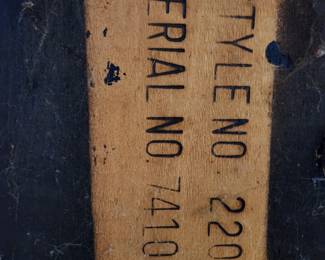 TYLE NO 220
ERIAL NO. 7410